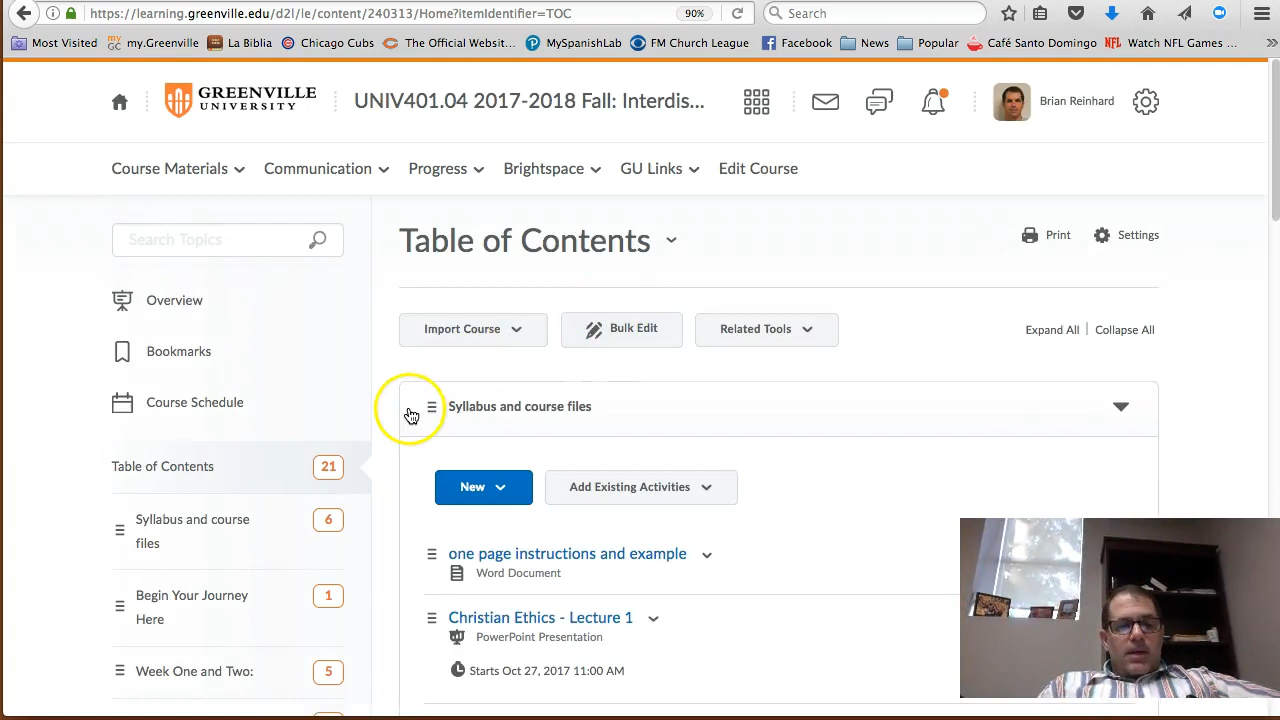 https://learning.greenville.edu/d2l/le/content/240313/Home?itemIdentifier=TOC 90% Search
Most Visited my.Greenville La Biblia Chicago Cubs The Official Websit... MySpanishLab FM Church League Facebook News Popular Café Santo Domingo NFL Watch NFL Games ... »
GREENVILLE
UNIVERSITY
UNIV401.04 2017-2018 Fall: Interdis...
Brian Reinhard
Course Materials Communication Progress Brightspace GU Links Edit Course
Search Topics
Overview
Bookmarks
Course Schedule
Table of Contents 21
Syllabus and course files 6
Begin Your Journey Here 1
Week One and Two: 5
Table of Contents
Print Settings
Import Course Bulk Edit Related Tools Expand All | Collapse All
Syllabus and course files
New Add Existing Activities
one page instructions and example
Word Document
Christian Ethics - Lecture 1
PowerPoint Presentation
Starts Oct 27, 2017 11:00 AM